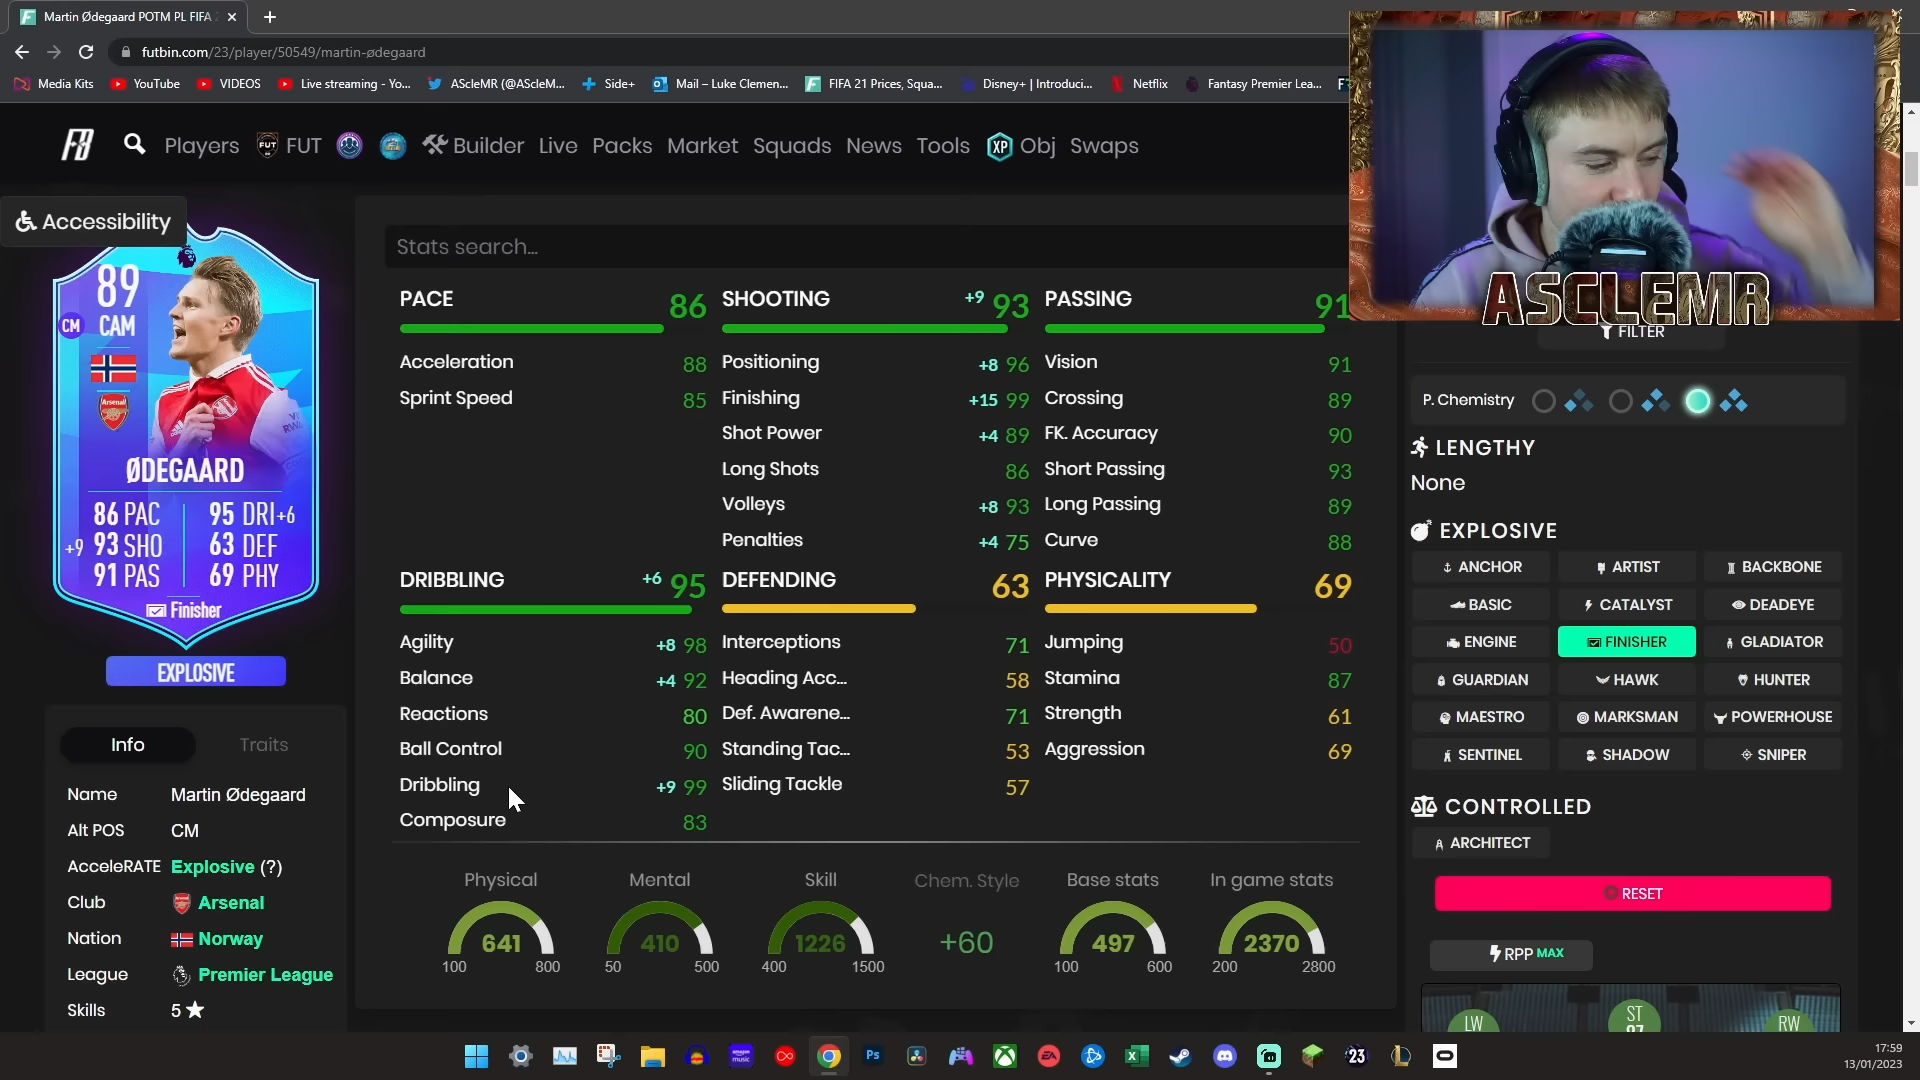 Martin Ødegaard POTM PL FIFA
futbin.com/23/player/50549/martin-ødegaard
Media Kits YouTube VIDEOS Live streaming - Yo... AScleMR (@AScleM... Side+ Mail – Luke Clemen... FIFA 21 Prices, Squa... Disney+ | Introduci... Netflix Fantasy Premier Lea...
Players FUT Builder Live Packs Market Squads News Tools XP Obj Swaps
Accessibility
Stats search...
89
CAM
CM
Arsenal
ØDEGAARD
86 PAC 95 DRI+6
+9 93 SHO 63 DEF
91 PAS 69 PHY
Finisher
EXPLOSIVE
Info Traits
Name Martin Ødegaard
Alt POS CM
AcceleRATE Explosive (?)
Club Arsenal
Nation Norway
League Premier League
Skills 5 ★
PACE 86
Acceleration 88
Sprint Speed 85
SHOOTING +9 93
Positioning +8 96
Finishing +15 99
Shot Power +4 89
Long Shots 86
Volleys +8 93
Penalties +4 75
PASSING 91
Vision 91
Crossing 89
FK. Accuracy 90
Short Passing 93
Long Passing 89
Curve 88
DRIBBLING +6 95
Agility +8 98
Balance +4 92
Reactions 80
Ball Control 90
Dribbling +9 99
Composure 83
DEFENDING 63
Interceptions 71
Heading Acc... 58
Def. Awarene... 71
Standing Tac... 53
Sliding Tackle 57
PHYSICALITY 69
Jumping 50
Stamina 87
Strength 61
Aggression 69
Physical Mental Skill Chem. Style Base stats In game stats
641 410 1226 +60 497 2370
100 800 50 500 400 1500 100 600 200 2800
ASCLEMR
FILTER
P. Chemistry
LENGTHY
None
EXPLOSIVE
ANCHOR ARTIST BACKBONE
BASIC CATALYST DEADEYE
ENGINE FINISHER GLADIATOR
GUARDIAN HAWK HUNTER
MAESTRO MARKSMAN POWERHOUSE
SENTINEL SHADOW SNIPER
CONTROLLED
ARCHITECT
RESET
RPP MAX
LW ST RW
Ps EA 23
17:59
13/01/2023